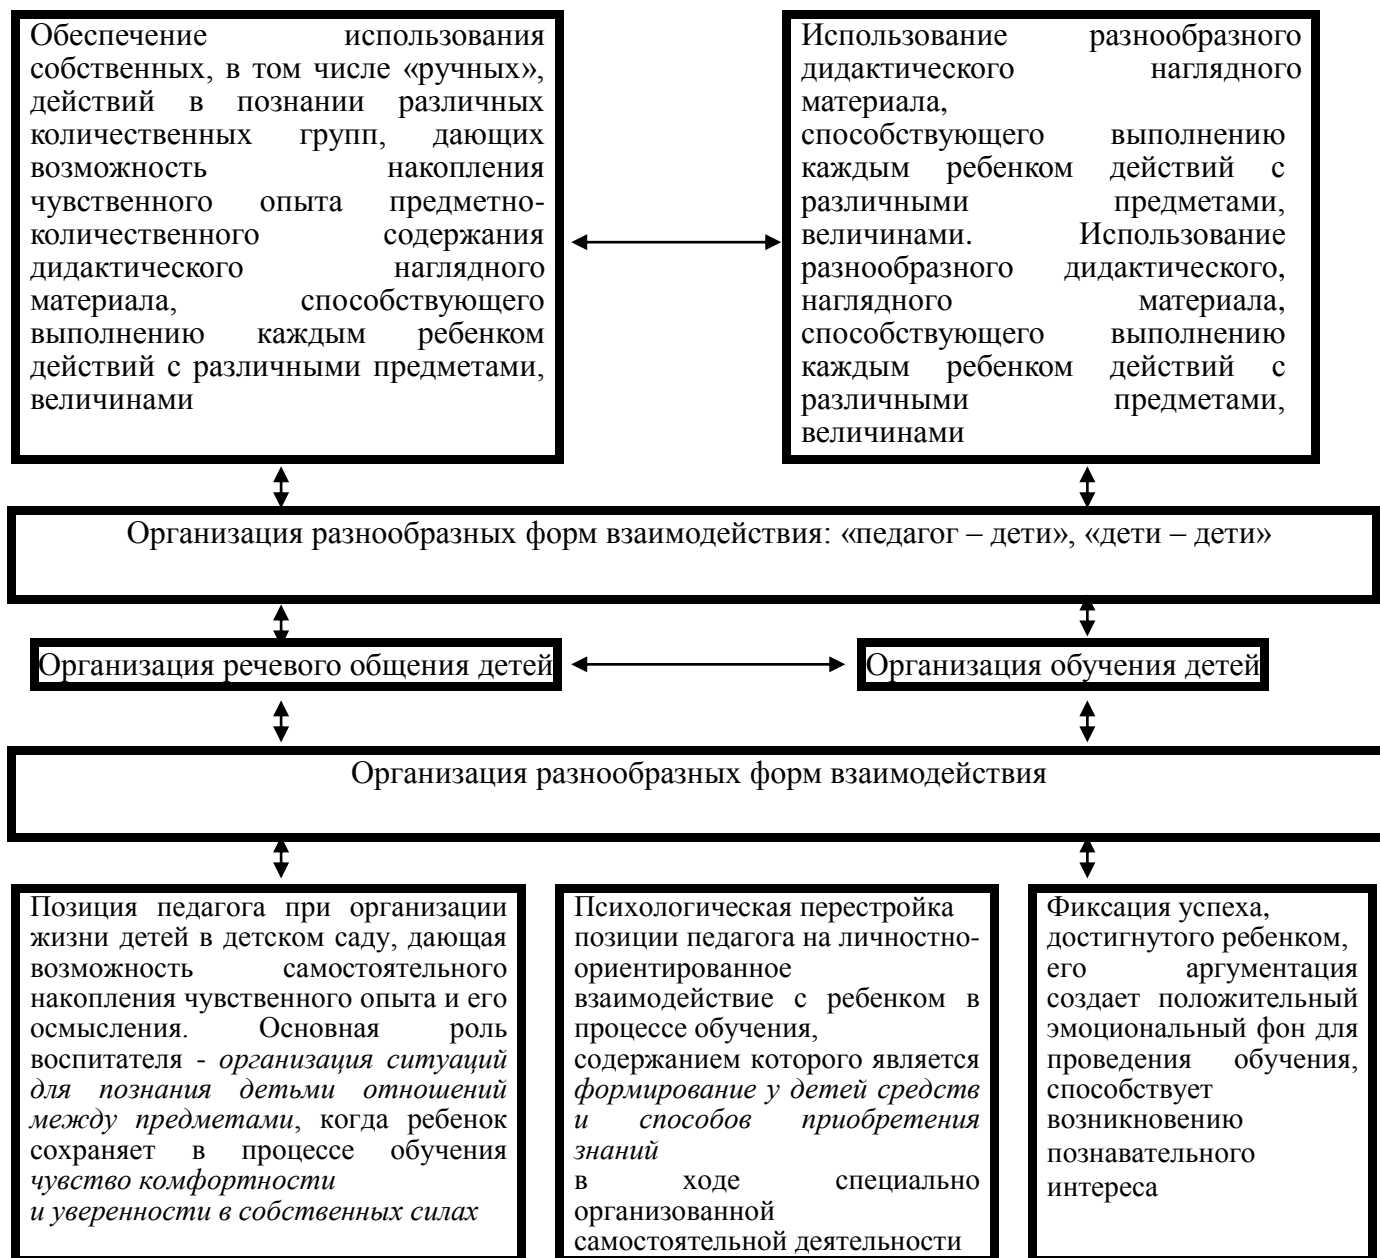 Обеспечение использования
собственных, в том числе «ручных»,
действий в познании различных
количественных групп, дающих
возможность накопления
чувственного опыта предметно-
количественного содержания
дидактического наглядного
материала, способствующего
выполнению каждым ребенком
действий с различными предметами,
величинами
Использование разнообразного
дидактического наглядного
материала,
способствующего выполнению
каждым ребенком действий с
различными предметами,
величинами. Использование
разнообразного дидактического,
наглядного материала,
способствующего выполнению
каждым ребенком действий с
различными предметами,
величинами
Организация разнообразных форм взаимодействия: «педагог – дети», «дети – дети»
Организация речевого общения детей
Организация обучения детей
Организация разнообразных форм взаимодействия
Позиция педагога при организации
жизни детей в детском саду, дающая
возможность самостоятельного
накопления чувственного опыта и его
осмысления. Основная роль
воспитателя - организация ситуаций
для познания детьми отношений
между предметами, когда ребенок
сохраняет в процессе обучения
чувство комфортности
и уверенности в собственных силах
Психологическая перестройка
позиции педагога на личностно-
ориентированное
взаимодействие с ребенком в
процессе обучения,
содержанием которого является
формирование у детей средств
и способов приобретения
знаний
в ходе специально
организованной
самостоятельной деятельности
Фиксация успеха,
достигнутого ребенком,
его аргументация
создает положительный
эмоциональный фон для
проведения обучения,
способствует
возникновению
познавательного
интереса